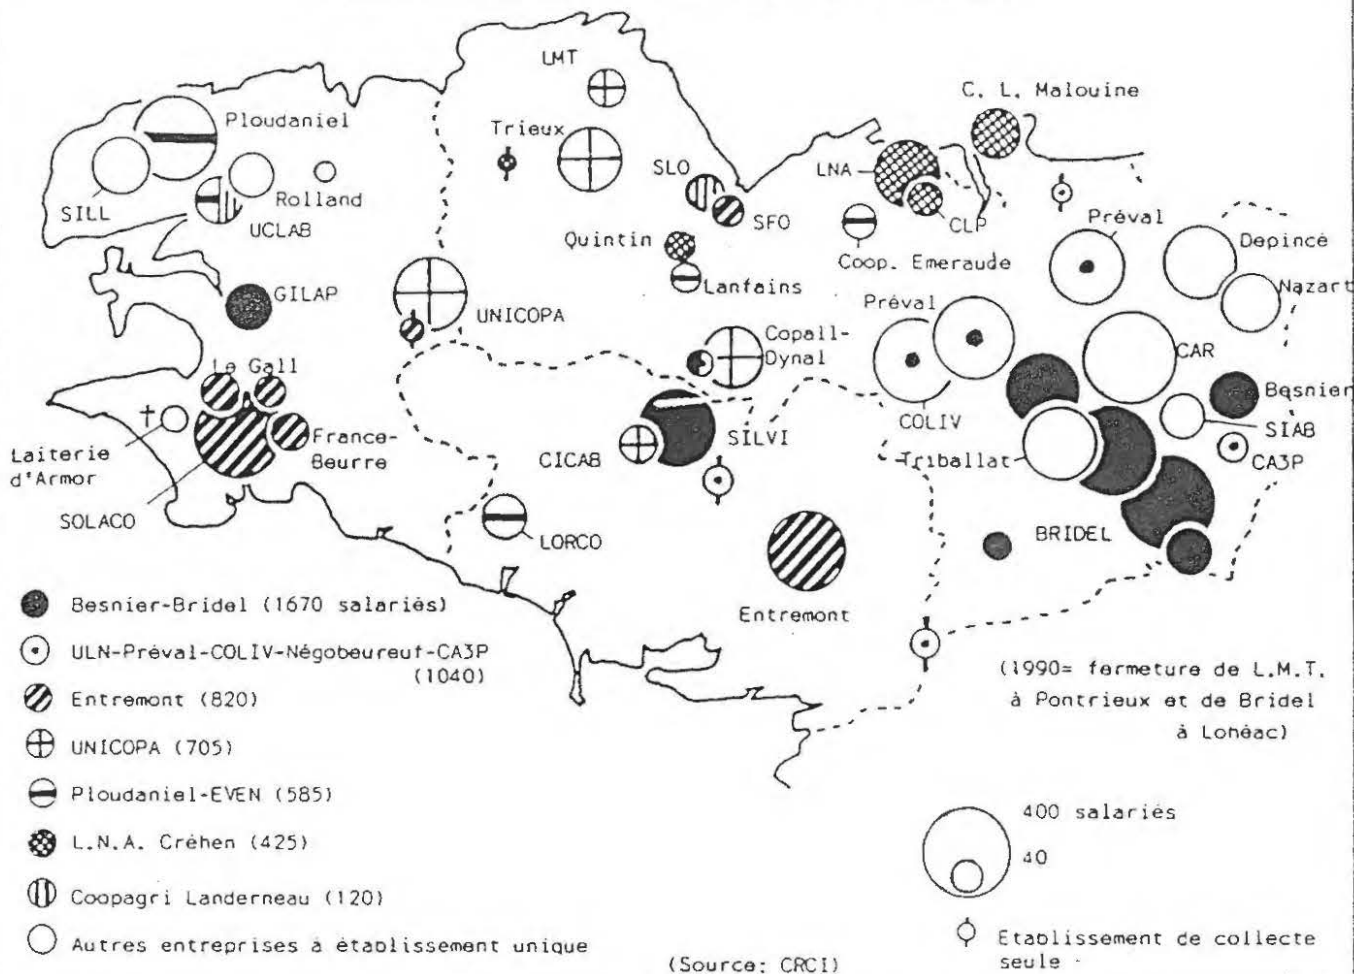 LMT
C. L. Malouine
Ploudaniel
Trieux
LNA
SLO
SILL
Rolland
UCLAB
SFO
CLP
Préval
Depincé
Quintin
Coop. Emeraude
GILAP
Lanfains
Nazart
UNICOPA
Préval
Copall-
Dynal
CAR
Le Gall
Besnier
COLIV
SIAB
France-
Beurre
SILVI
CICAB
Triballat
CA3P
Laiterie
d'Armor
SOLACO
LORCO
BRIDEL
Entremont
Besnier-Bridel (1670 salariés)
ULN-Préval-COLIV-Négobeureuf-CA3P
(1040)
Entremont (820)
UNICOPA (705)
Ploudaniel-EVEN (585)
L.N.A. Créhen (425)
Coopagri Landerneau (120)
Autres entreprises à établissement unique
(1990= fermeture de L.M.T.
à Pontrieux et de Bridel
à Lohéac)
400 salariés
40
Etablissement de collecte
seule
(Source: CRCI)